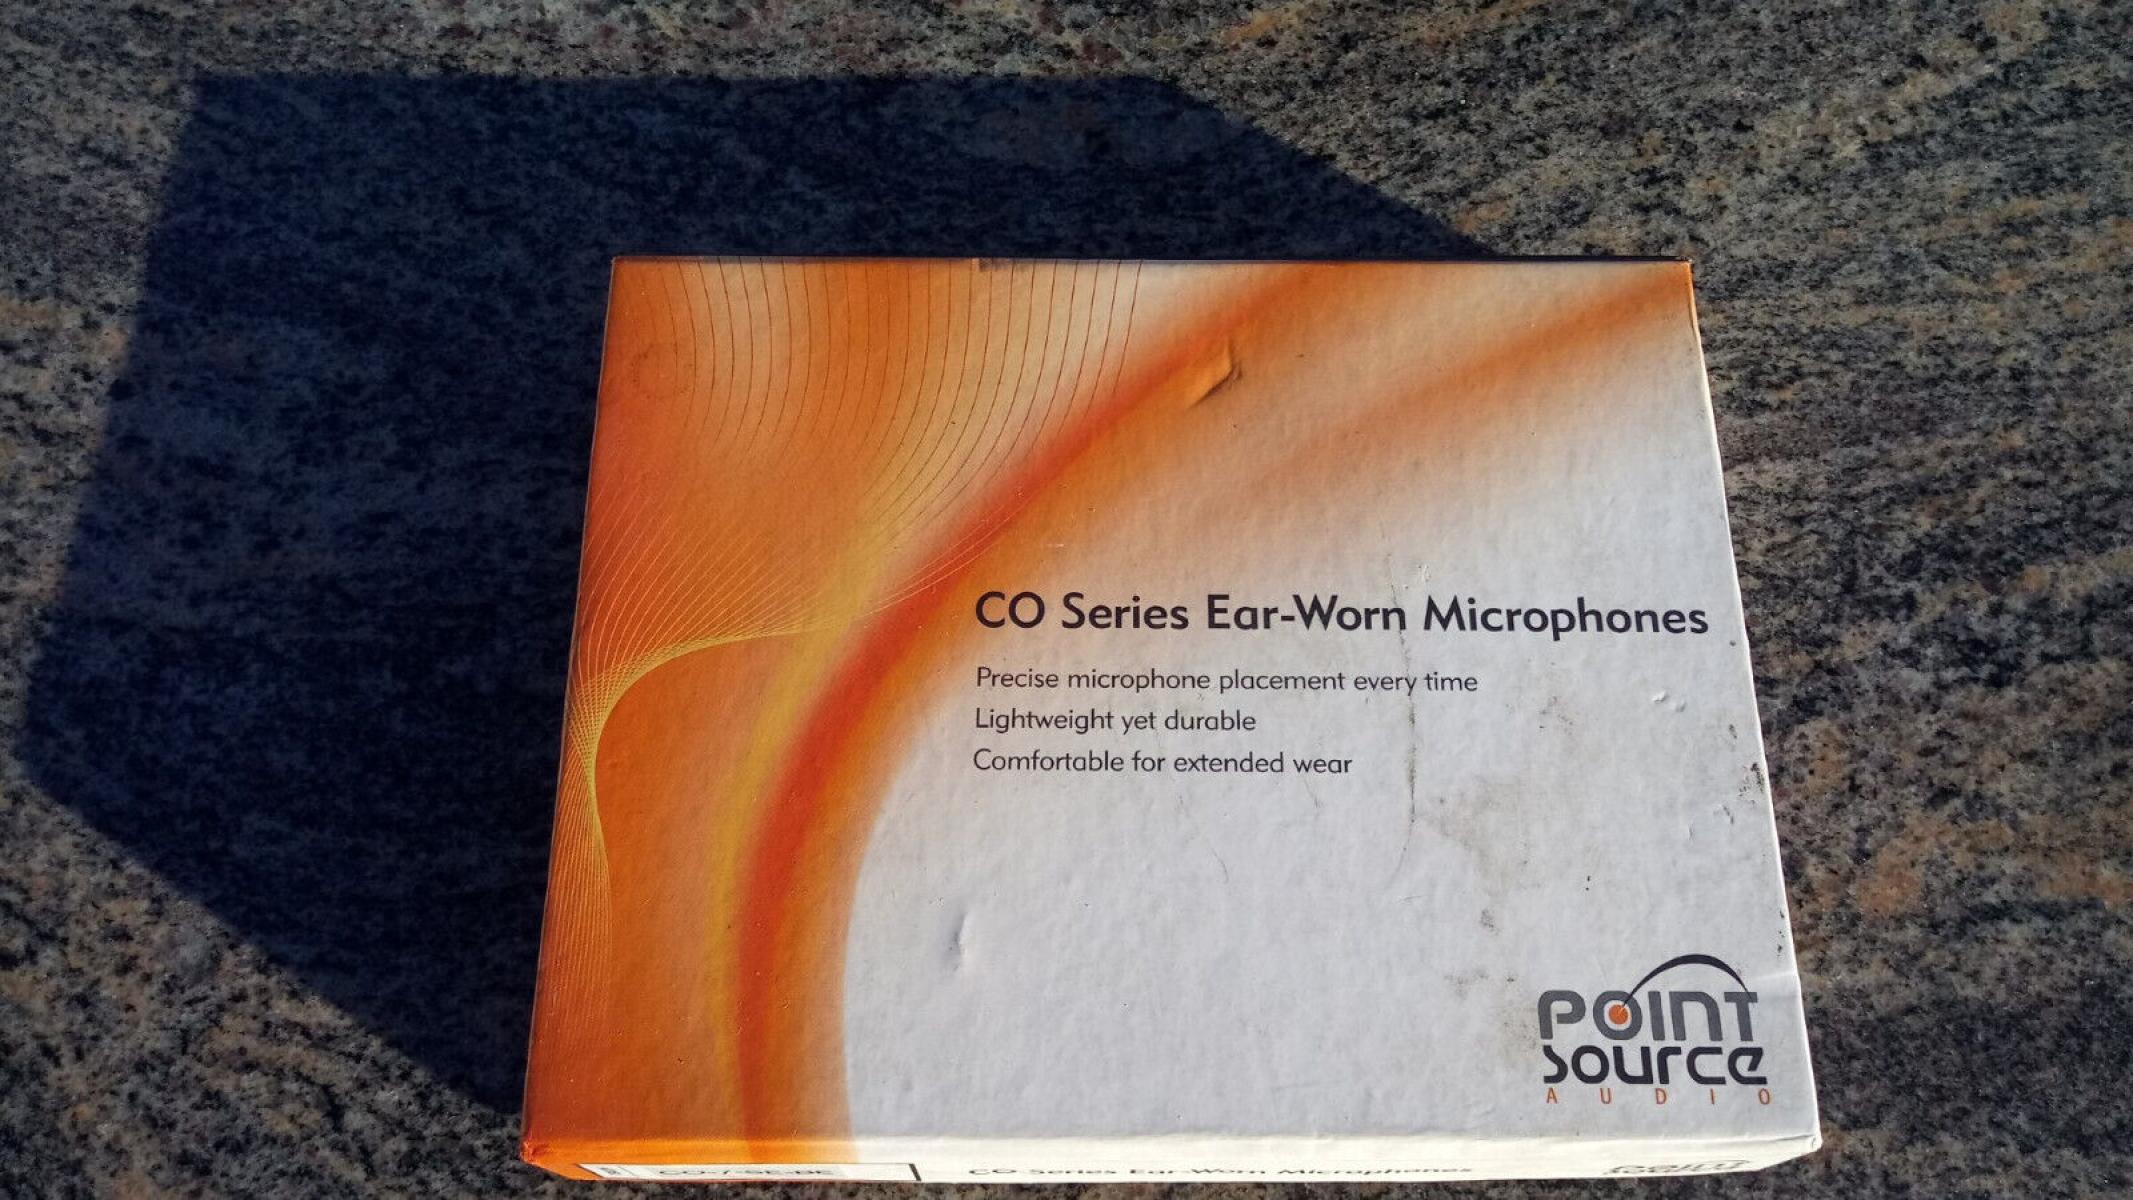 CO Series Ear-Worn Microphones
Precise microphone placement every time
Lightweight yet durable
Comfortable for extended wear
POINT
Source
AUDIO
CO Series Ear-Worn Microphones
POINT